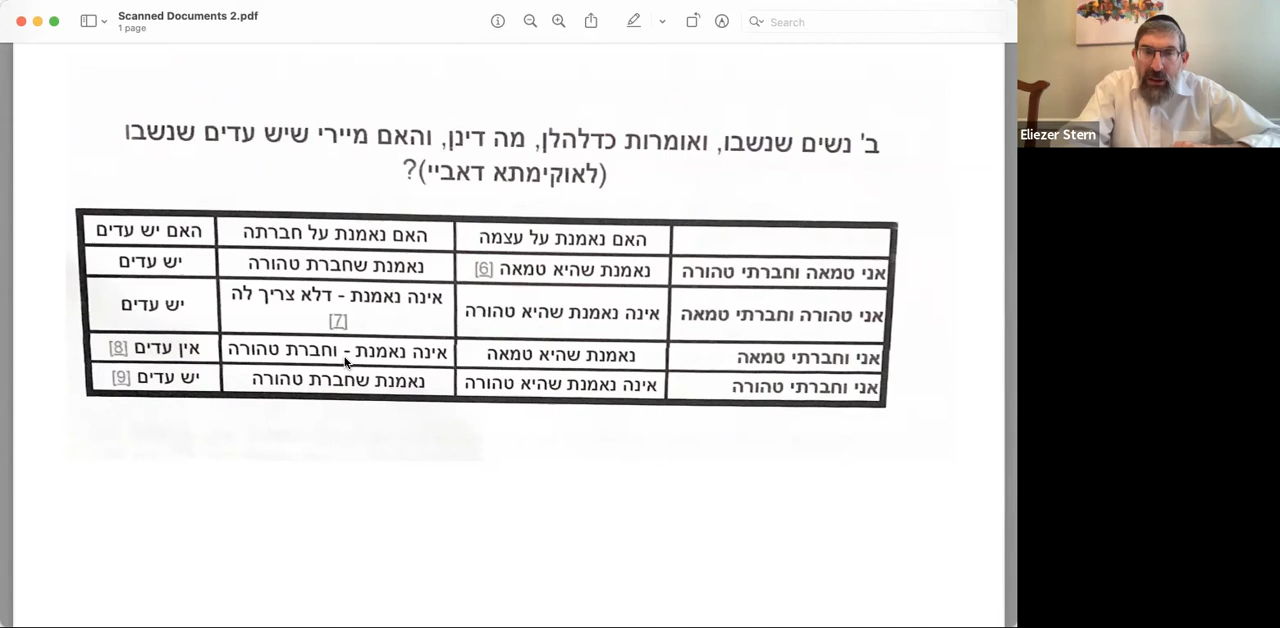 Scanned Documents 2.pdf
1 page
Search
Eliezer Stern
ב' נשים שנשבו, ואומרות כדלהלן, מה דינן, והאם מיירי שיש עדים שנשבו
(לאוקימתא דאביי)?
האם נאמנת על עצמה | האם נאמנת על חברתה | האם יש עדים
אני טמאה וחברתי טהורה | נאמנת שהיא טמאה [6] | נאמנת שחברת טהורה | יש עדים
אני טהורה וחברתי טמאה | אינה נאמנת שהיא טהורה | אינה נאמנת - דלא צריך לה | יש עדים
[7]
אני וחברתי טמאה | נאמנת שהיא טמאה | אינה נאמנת - וחברת טהורה | אין עדים [8]
אני וחברתי טהורה | אינה נאמנת שהיא טהורה | נאמנת שחברת טהורה | יש עדים [9]